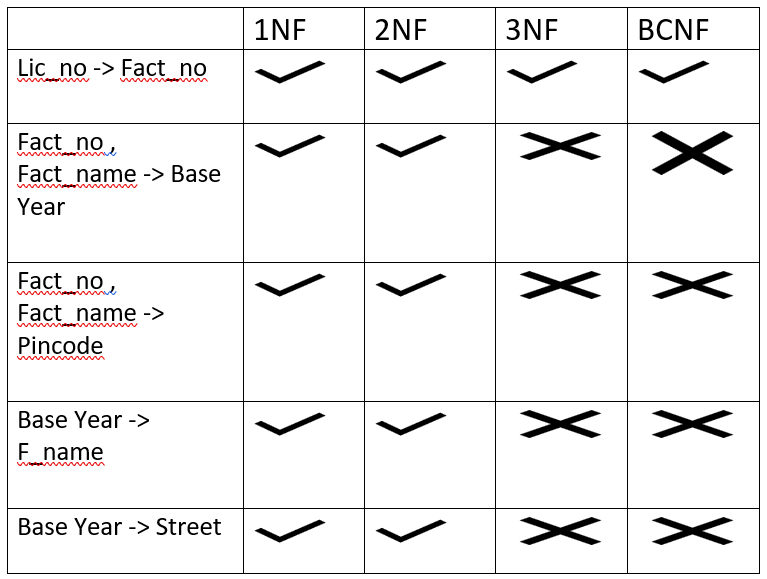 1NF 2NF 3NF BCNF
Lic_no -> Fact_no
Fact_no ,
Fact_name -> Base
Year
Fact_no ,
Fact_name ->
Pincode
Base Year ->
F_name
Base Year -> Street